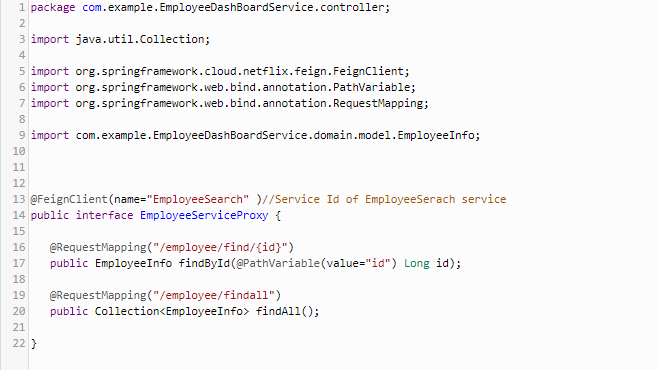 1 package com.example.EmployeeDashBoardService.controller;
2
3 import java.util.Collection;
4
5 import org.springframework.cloud.netflix.feign.FeignClient;
6 import org.springframework.web.bind.annotation.PathVariable;
7 import org.springframework.web.bind.annotation.RequestMapping;
8
9 import com.example.EmployeeDashBoardService.domain.model.EmployeeInfo;
10
11
12
13 @FeignClient(name="EmployeeSearch" )//Service Id of EmployeeSerach service
14 public interface EmployeeServiceProxy {
15
16    @RequestMapping("/employee/find/{id}")
17    public EmployeeInfo findById(@PathVariable(value="id") Long id);
18
19    @RequestMapping("/employee/findall")
20    public Collection<EmployeeInfo> findAll();
21
22 }